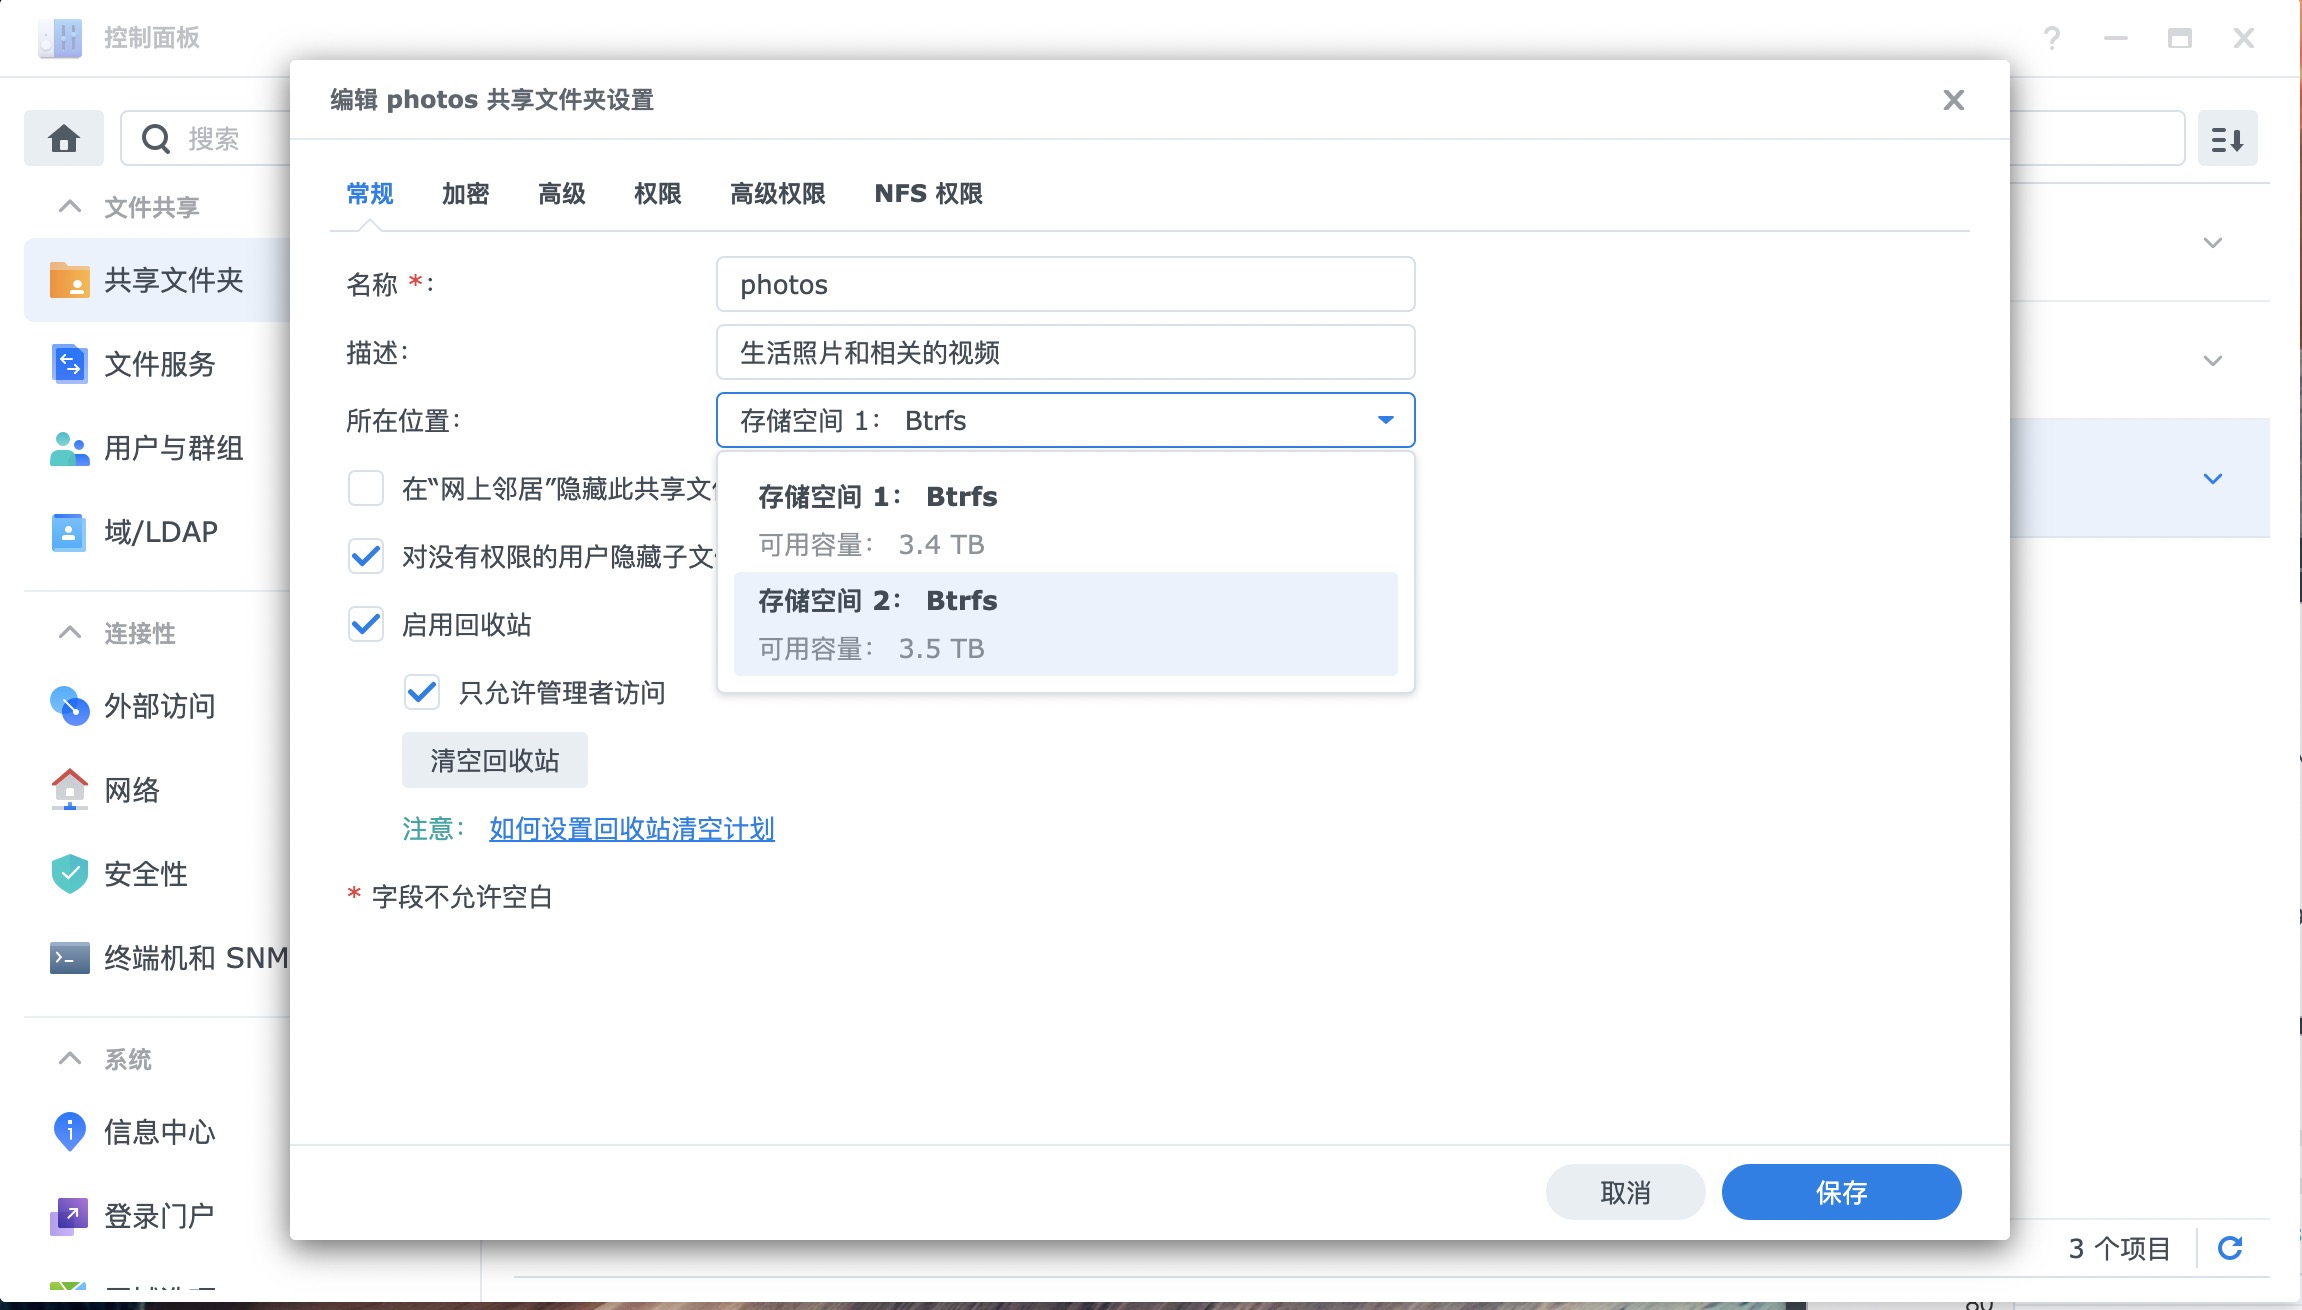 控制面板
编辑 photos 共享文件夹设置
搜索
常规 加密 高级 权限 高级权限 NFS 权限
文件共享
共享文件夹
文件服务
用户与群组
域/LDAP
连接性
外部访问
网络
安全性
终端机和 SNM
系统
信息中心
登录门户
名称 *:
photos
描述:
生活照片和相关的视频
所在位置:
存储空间 1: Btrfs
存储空间 1: Btrfs
可用容量: 3.4 TB
存储空间 2: Btrfs
可用容量: 3.5 TB
在“网上邻居”隐藏此共享文
对没有权限的用户隐藏子文
启用回收站
只允许管理者访问
清空回收站
注意: 如何设置回收站清空计划
* 字段不允许空白
取消
保存
3 个项目